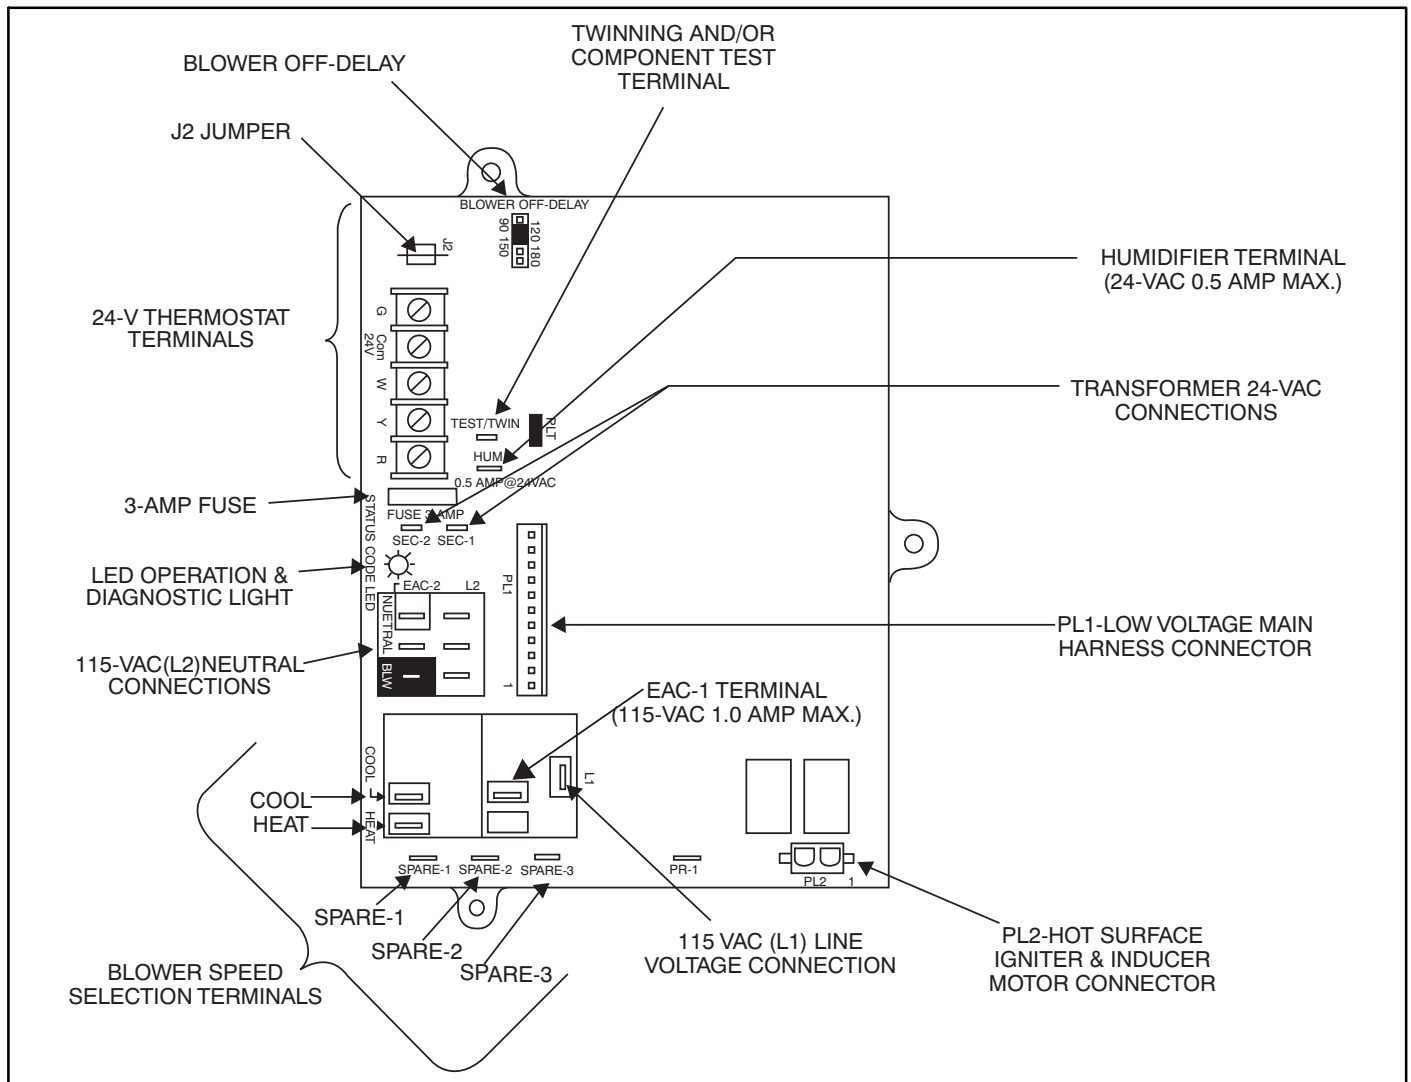 TWINNING AND/OR
COMPONENT TEST
TERMINAL
BLOWER OFF-DELAY
J2 JUMPER
BLOWER OFF-DELAY
90 150
120 180
J2
HUMIDIFIER TERMINAL
(24-VAC 0.5 AMP MAX.)
24-V THERMOSTAT
TERMINALS
G
Com
24V
W
Y
R
TRANSFORMER 24-VAC
CONNECTIONS
TEST/TWIN
PLT
HUM
0.5 AMP@24VAC
3-AMP FUSE
FUSE 3-AMP
STATUS CODE LED
SEC-2
SEC-1
LED OPERATION &
DIAGNOSTIC LIGHT
EAC-2
L2
NUETRAL
BLW
PL1
1
PL1-LOW VOLTAGE MAIN
HARNESS CONNECTOR
115-VAC(L2)NEUTRAL
CONNECTIONS
EAC-1 TERMINAL
(115-VAC 1.0 AMP MAX.)
COOL
HEAT
L1
COOL
HEAT
SPARE-1
SPARE-2
SPARE-3
PR-1
PL2
1
SPARE-1
SPARE-2
SPARE-3
115 VAC (L1) LINE
VOLTAGE CONNECTION
PL2-HOT SURFACE
IGNITER & INDUCER
MOTOR CONNECTOR
BLOWER SPEED
SELECTION TERMINALS